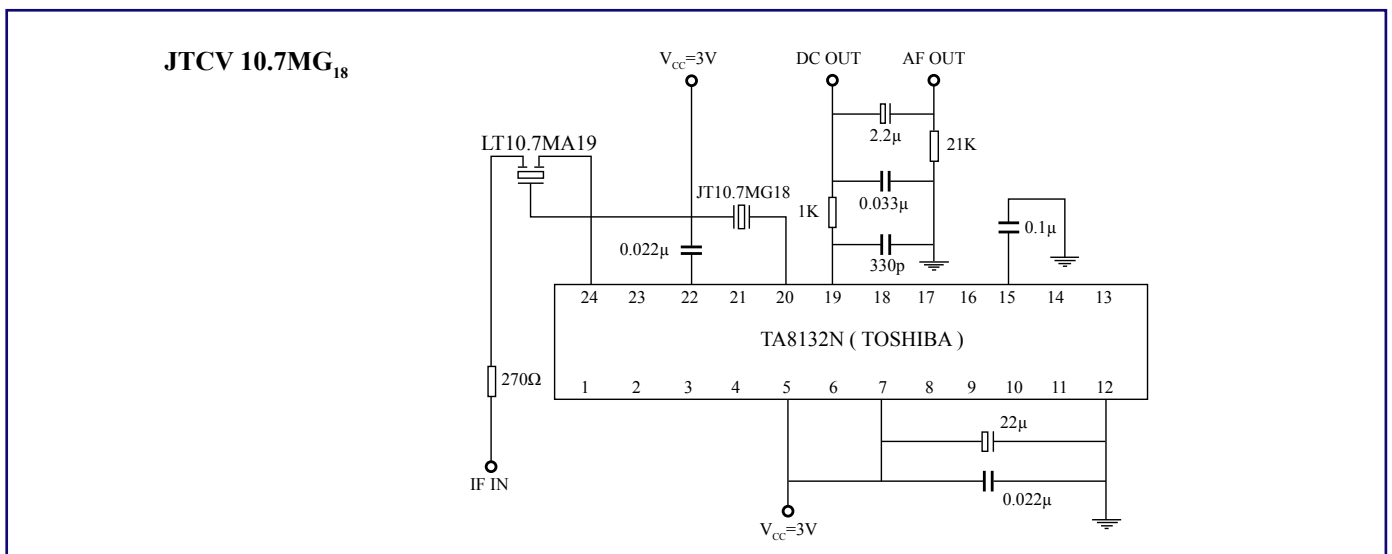 JTCV 10.7MG18
VCC=3V
DC OUT
AF OUT
2.2µ
21K
LT10.7MA19
JT10.7MG18
0.033µ
1K
0.1µ
0.022µ
330p
24 23 22 21 20 19 18 17 16 15 14 13
TA8132N ( TOSHIBA )
270Ω
1 2 3 4 5 6 7 8 9 10 11 12
22µ
IF IN
0.022µ
VCC=3V